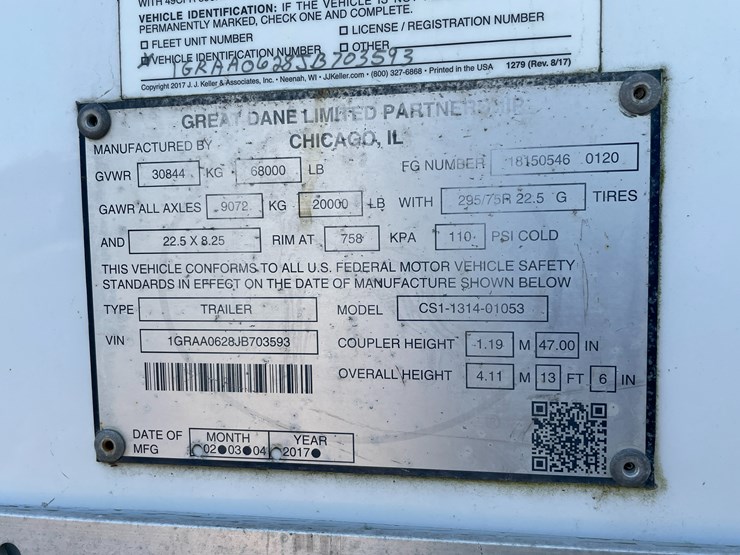 VEHICLE IDENTIFICATION: IF THE VEHICLE IS NOT
PERMANENTLY MARKED, CHECK ONE AND COMPLETE.
FLEET UNIT NUMBER LICENSE / REGISTRATION NUMBER
VEHICLE IDENTIFICATION NUMBER OTHER
1GRAA0628JB703593
Copyright 2017 J. J. Keller & Associates, Inc. • Neenah, WI • JJKeller.com • (800) 327-6868 • Printed in the USA 1279 (Rev. 8/17)
GREAT DANE LIMITED PARTNERSHIP
MANUFACTURED BY CHICAGO, IL
GVWR 30844 KG 68000 LB FG NUMBER 18150546 0120
GAWR ALL AXLES 9072 KG 20000 LB WITH 295/75R 22.5 G TIRES
AND 22.5 X 8.25 RIM AT 758 KPA 110 PSI COLD
THIS VEHICLE CONFORMS TO ALL U.S. FEDERAL MOTOR VEHICLE SAFETY
STANDARDS IN EFFECT ON THE DATE OF MANUFACTURE SHOWN BELOW
TYPE TRAILER MODEL CS1-1314-01053
VIN 1GRAA0628JB703593 COUPLER HEIGHT 1.19 M 47.00 IN
OVERALL HEIGHT 4.11 M 13 FT 6 IN
DATE OF MFG MONTH YEAR
02●03●04 2017●